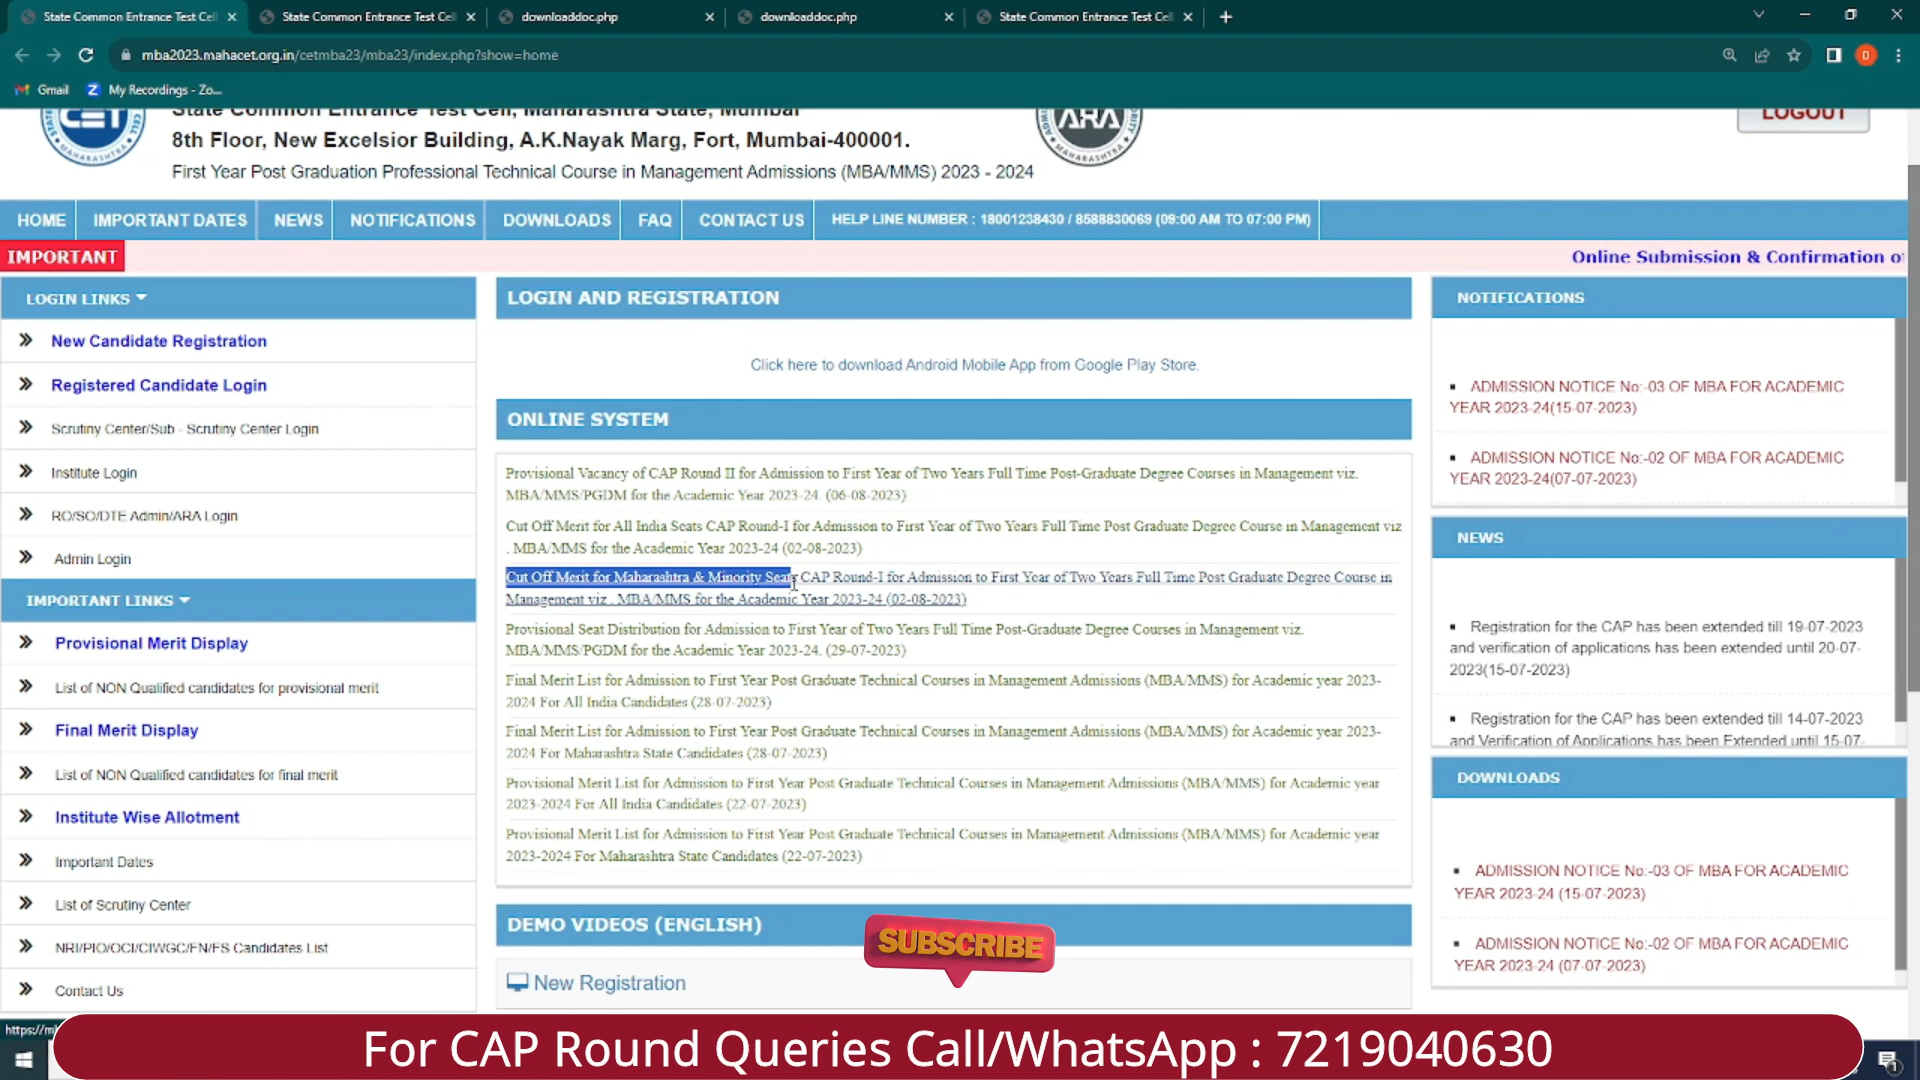 State Common Entrance Test Cell
State Common Entrance Test Cell
downloaddoc.php
downloaddoc.php
State Common Entrance Test Cell
mba2023.mahacet.org.in/cetmba23/mba23/index.php?show=home
D
Gmail
My Recordings - Zo...
State Common Entrance Test Cell, Maharashtra State, Mumbai
8th Floor, New Excelsior Building, A.K.Nayak Marg, Fort, Mumbai-400001.
First Year Post Graduation Professional Technical Course in Management Admissions (MBA/MMS) 2023 - 2024
CET
MAHARASHTRA
ARA
MAHARASHTRA
LOGOUT
HOME IMPORTANT DATES NEWS NOTIFICATIONS DOWNLOADS FAQ CONTACT US HELP LINE NUMBER : 18001238430 / 8588830069 (09:00 AM TO 07:00 PM)
IMPORTANT
Online Submission & Confirmation o
LOGIN LINKS
New Candidate Registration
Registered Candidate Login
Scrutiny Center/Sub - Scrutiny Center Login
Institute Login
RO/SO/DTE Admin/ARA Login
Admin Login
IMPORTANT LINKS
Provisional Merit Display
List of NON Qualified candidates for provisional merit
Final Merit Display
List of NON Qualified candidates for final merit
Institute Wise Allotment
Important Dates
List of Scrutiny Center
NRI/PIO/OCI/CIWGC/FN/FS Candidates List
Contact Us
LOGIN AND REGISTRATION
Click here to download Android Mobile App from Google Play Store.
ONLINE SYSTEM
Provisional Vacancy of CAP Round II for Admission to First Year of Two Years Full Time Post-Graduate Degree Courses in Management viz.
MBA/MMS/PGDM for the Academic Year 2023-24. (06-08-2023)
Cut Off Merit for All India Seats CAP Round-I for Admission to First Year of Two Years Full Time Post Graduate Degree Course in Management viz
. MBA/MMS for the Academic Year 2023-24 (02-08-2023)
Cut Off Merit for Maharashtra & Minority Seats CAP Round-I for Admission to First Year of Two Years Full Time Post Graduate Degree Course in
Management viz . MBA/MMS for the Academic Year 2023-24 (02-08-2023)
Provisional Seat Distribution for Admission to First Year of Two Years Full Time Post-Graduate Degree Courses in Management viz.
MBA/MMS/PGDM for the Academic Year 2023-24. (29-07-2023)
Final Merit List for Admission to First Year Post Graduate Technical Courses in Management Admissions (MBA/MMS) for Academic year 2023-
2024 For All India Candidates (28-07-2023)
Final Merit List for Admission to First Year Post Graduate Technical Courses in Management Admissions (MBA/MMS) for Academic year 2023-
2024 For Maharashtra State Candidates (28-07-2023)
Provisional Merit List for Admission to First Year Post Graduate Technical Courses in Management Admissions (MBA/MMS) for Academic year
2023-2024 For All India Candidates (22-07-2023)
Provisional Merit List for Admission to First Year Post Graduate Technical Courses in Management Admissions (MBA/MMS) for Academic year
2023-2024 For Maharashtra State Candidates (22-07-2023)
DEMO VIDEOS (ENGLISH)
SUBSCRIBE
New Registration
NOTIFICATIONS
ADMISSION NOTICE No:-03 OF MBA FOR ACADEMIC
YEAR 2023-24(15-07-2023)
ADMISSION NOTICE No:-02 OF MBA FOR ACADEMIC
YEAR 2023-24(07-07-2023)
NEWS
Registration for the CAP has been extended till 19-07-2023
and verification of applications has been extended until 20-07-
2023(15-07-2023)
Registration for the CAP has been extended till 14-07-2023
and Verification of Applications has been Extended until 15-07-
DOWNLOADS
ADMISSION NOTICE No:-03 OF MBA FOR ACADEMIC
YEAR 2023-24 (15-07-2023)
ADMISSION NOTICE No:-02 OF MBA FOR ACADEMIC
YEAR 2023-24 (07-07-2023)
https://m
For CAP Round Queries Call/WhatsApp : 7219040630